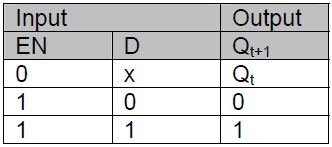 Input Output
EN D Qt+1
0 x Qt
1 0 0
1 1 1